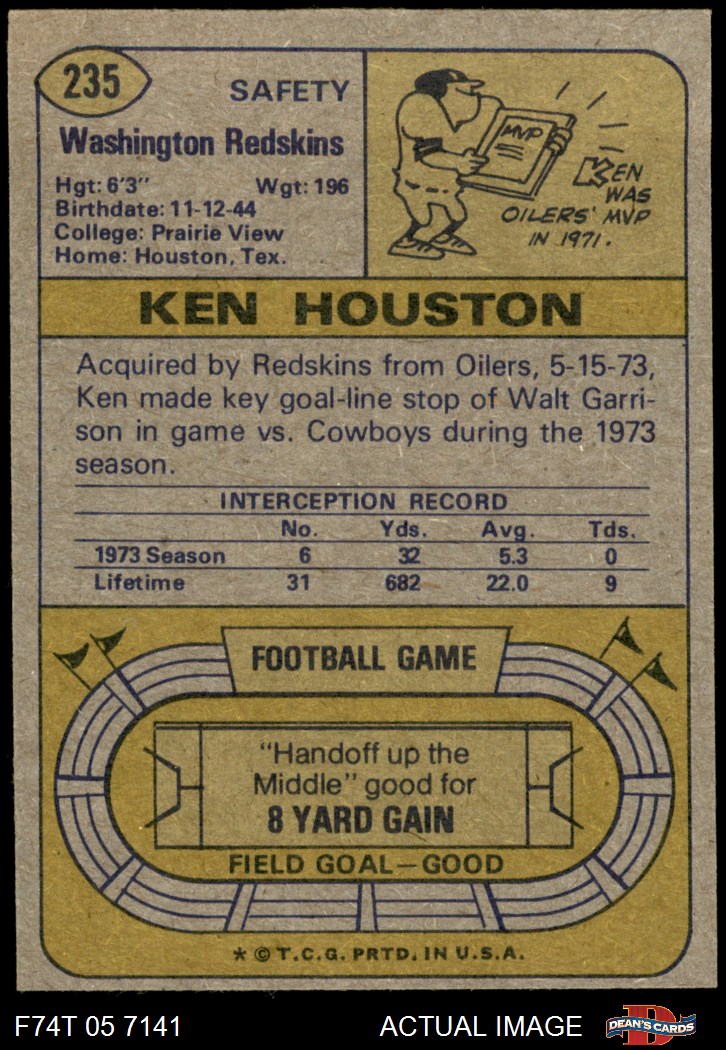 235
SAFETY
Washington Redskins
Hgt: 6'3" Wgt: 196
Birthdate: 11-12-44
College: Prairie View
Home: Houston, Tex.
MVP
KEN
WAS
OILERS' MVP
IN 1971.
KEN HOUSTON
Acquired by Redskins from Oilers, 5-15-73,
Ken made key goal-line stop of Walt Garri-
son in game vs. Cowboys during the 1973
season.
INTERCEPTION RECORD
No. Yds. Avg. Tds.
1973 Season 6 32 5.3 0
Lifetime 31 682 22.0 9
FOOTBALL GAME
"Handoff up the
Middle" good for
8 YARD GAIN
FIELD GOAL—GOOD
* © T.C.G. PRTD. IN U.S.A.
F74T 05 7141 ACTUAL IMAGE D DEAN'S CARDS